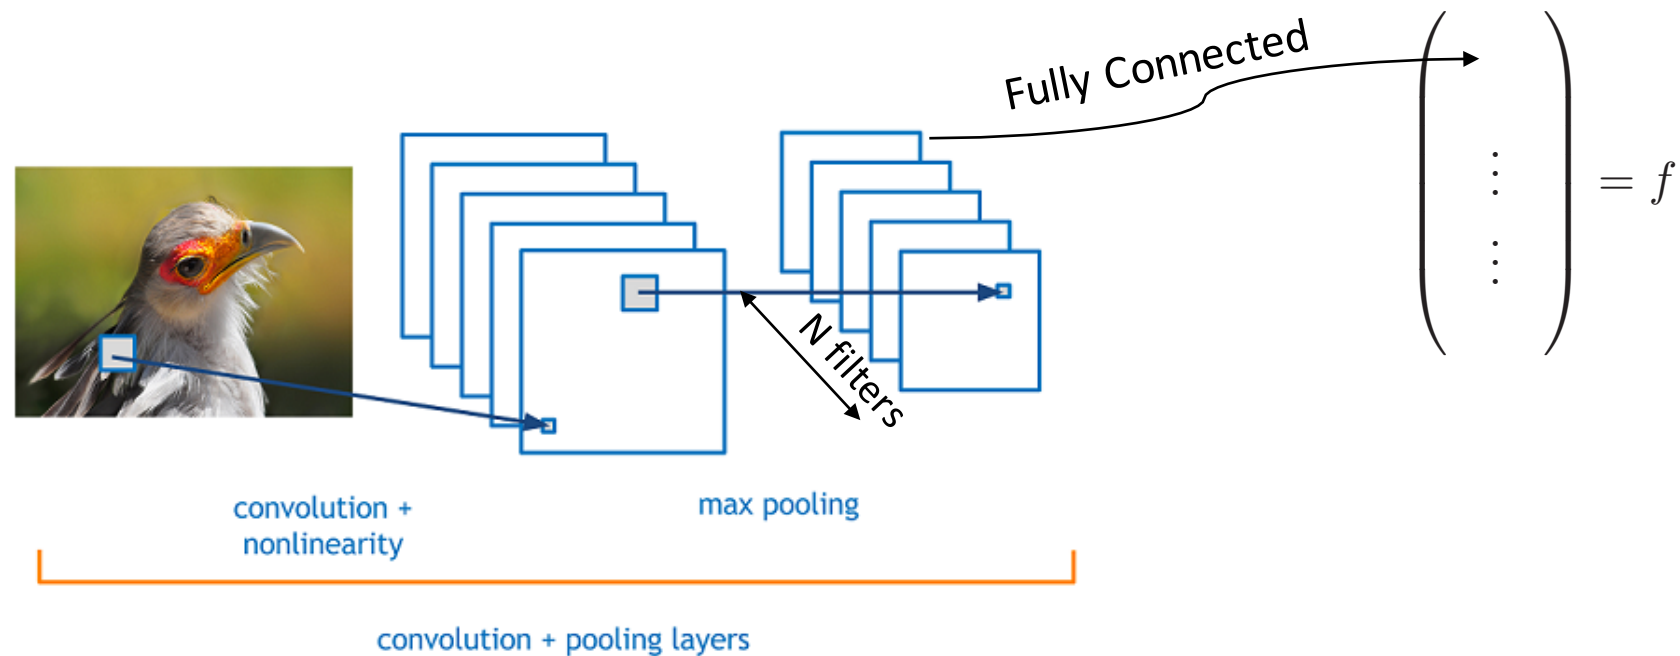 Fully Connected
= f
N filters
convolution +
nonlinearity
max pooling
convolution + pooling layers